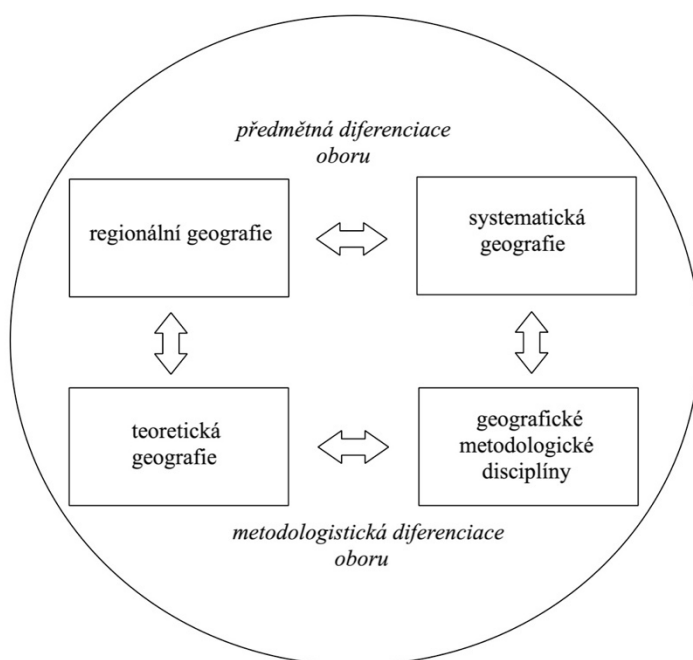 předmětná diferenciace
oboru
regionální geografie
systematická
geografie
teoretická
geografie
geografické
metodologické
disciplíny
metodologistická diferenciace
oboru